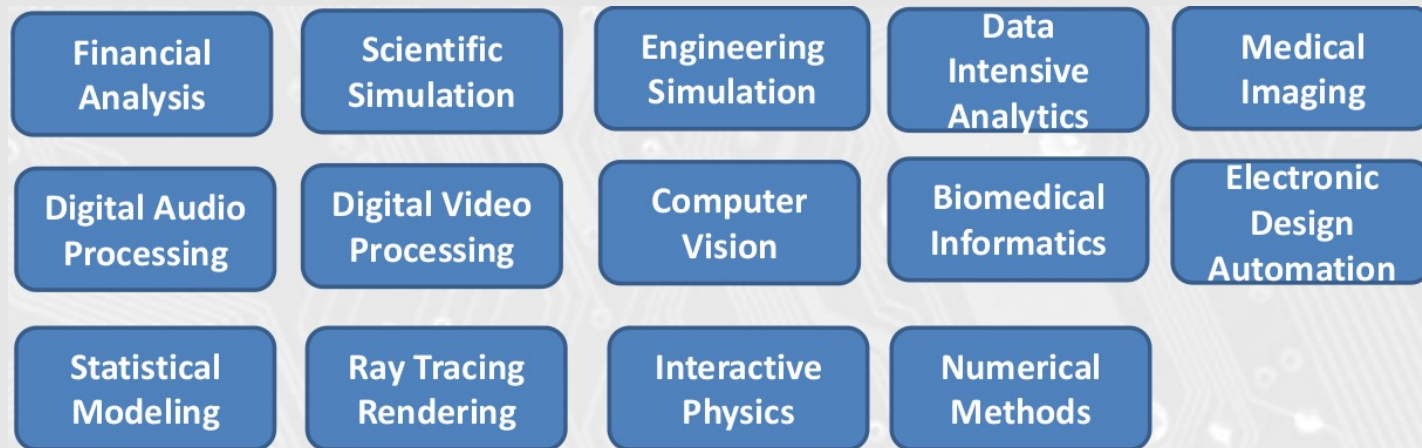 Financial
Analysis
Scientific
Simulation
Engineering
Simulation
Data
Intensive
Analytics
Medical
Imaging
Digital Audio
Processing
Digital Video
Processing
Computer
Vision
Biomedical
Informatics
Electronic
Design
Automation
Statistical
Modeling
Ray Tracing
Rendering
Interactive
Physics
Numerical
Methods